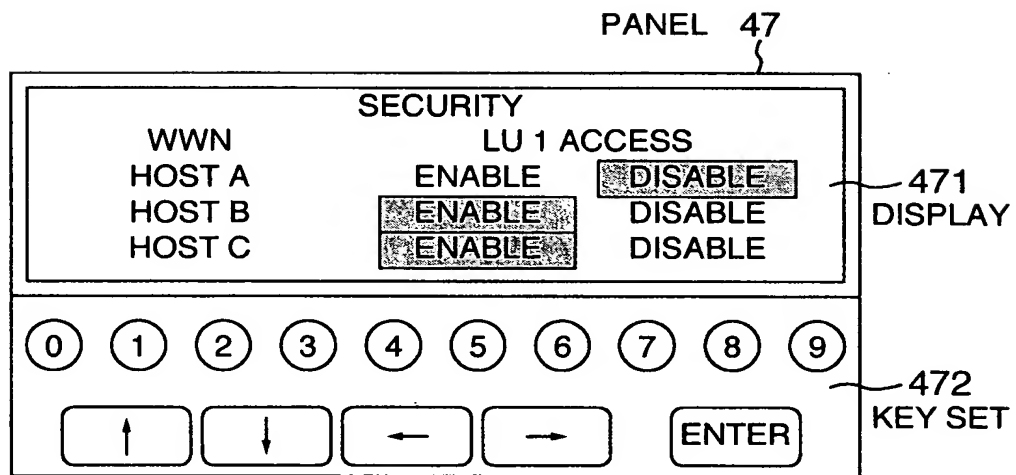 PANEL 47
SECURITY
WWN LU 1 ACCESS
HOST A ENABLE DISABLE
HOST B ENABLE DISABLE
HOST C ENABLE DISABLE
471
DISPLAY
0 1 2 3 4 5 6 7 8 9
472
KEY SET
↑ ↓ ← → ENTER